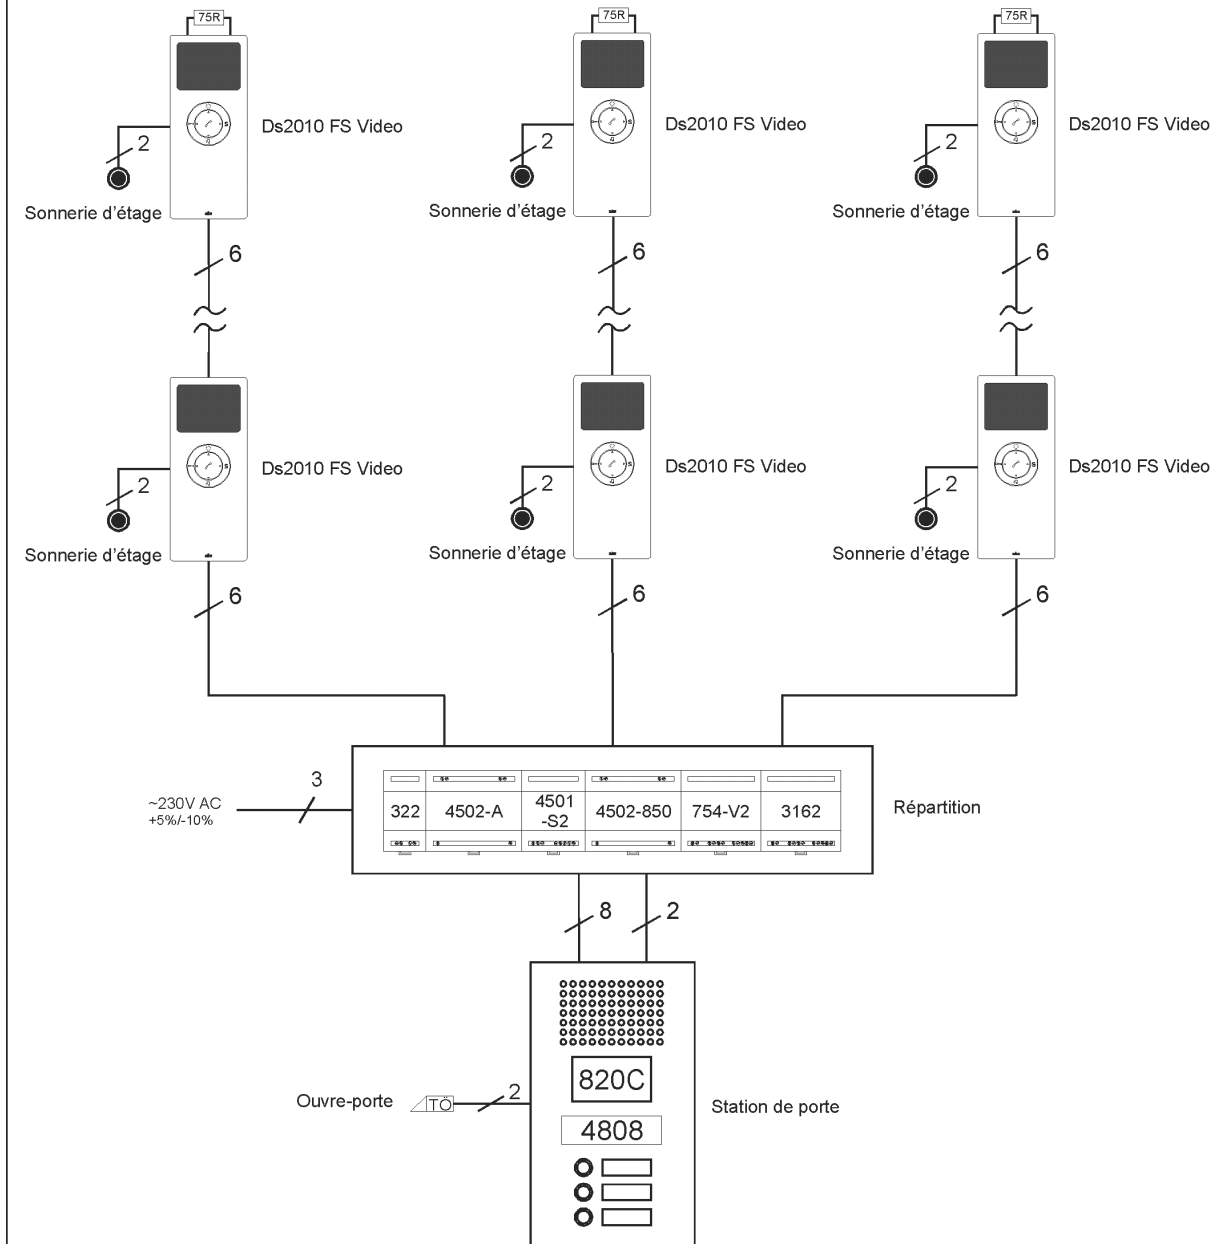 75R 75R 75R
Ds2010 FS Video Ds2010 FS Video Ds2010 FS Video
2 2 2
Sonnerie d'étage Sonnerie d'étage Sonnerie d'étage
6 6 6
Ds2010 FS Video Ds2010 FS Video Ds2010 FS Video
2 2 2
Sonnerie d'étage Sonnerie d'étage Sonnerie d'étage
6 6 6
3
~230V AC
+5%/-10%
322 4502-A 4501
-S2 4502-850 754-V2 3162
Répartition
8 2
820C
Ouvre-porte TÖ 2
Station de porte
4808